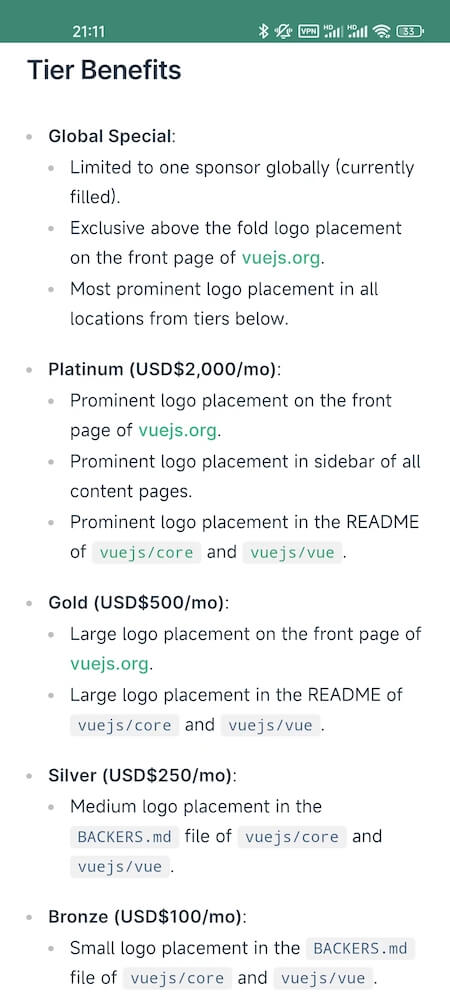 21:11
VPN HD HD 33
Tier Benefits
Global Special:
Limited to one sponsor globally (currently
filled).
Exclusive above the fold logo placement
on the front page of vuejs.org.
Most prominent logo placement in all
locations from tiers below.
Platinum (USD$2,000/mo):
Prominent logo placement on the front
page of vuejs.org.
Prominent logo placement in sidebar of all
content pages.
Prominent logo placement in the README
of vuejs/core and vuejs/vue .
Gold (USD$500/mo):
Large logo placement on the front page of
vuejs.org.
Large logo placement in the README of
vuejs/core and vuejs/vue .
Silver (USD$250/mo):
Medium logo placement in the
BACKERS.md file of vuejs/core and
vuejs/vue .
Bronze (USD$100/mo):
Small logo placement in the BACKERS.md
file of vuejs/core and vuejs/vue .